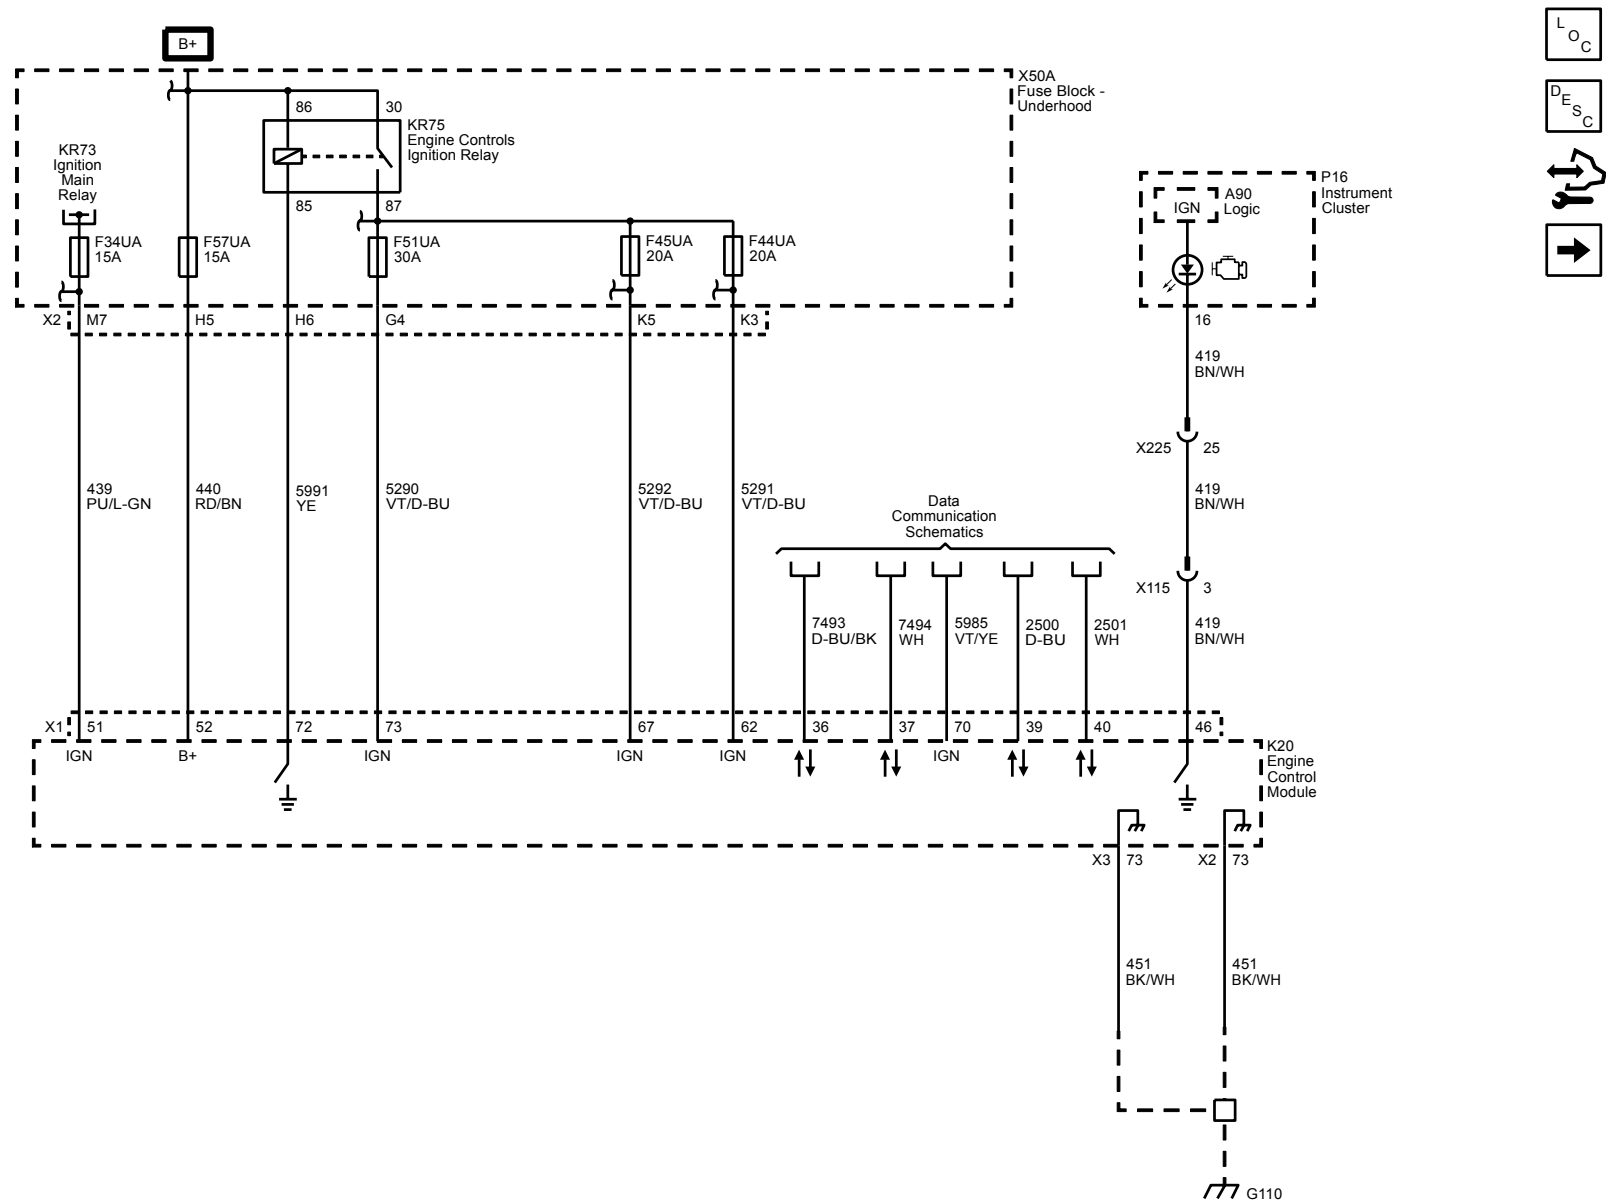 B+
L
O
C
D
E
S
C
X50A
Fuse Block -
Underhood
86
30
KR75
Engine Controls
Ignition Relay
KR73
Ignition
Main
Relay
85
87
F34UA
15A
F57UA
15A
F51UA
30A
F45UA
20A
F44UA
20A
P16
Instrument
Cluster
A90
Logic
IGN
X2
M7
H5
H6
G4
K5
K3
16
419
BN/WH
X225
25
439
PU/L-GN
440
RD/BN
5991
YE
5290
VT/D-BU
5292
VT/D-BU
5291
VT/D-BU
419
BN/WH
Data
Communication
Schematics
X115
3
7493
D-BU/BK
7494
WH
5985
VT/YE
2500
D-BU
2501
WH
419
BN/WH
X1
51
52
72
73
67
62
36
37
70
39
40
46
IGN
B+
IGN
IGN
IGN
IGN
K20
Engine
Control
Module
X3
73
X2
73
451
BK/WH
451
BK/WH
G110